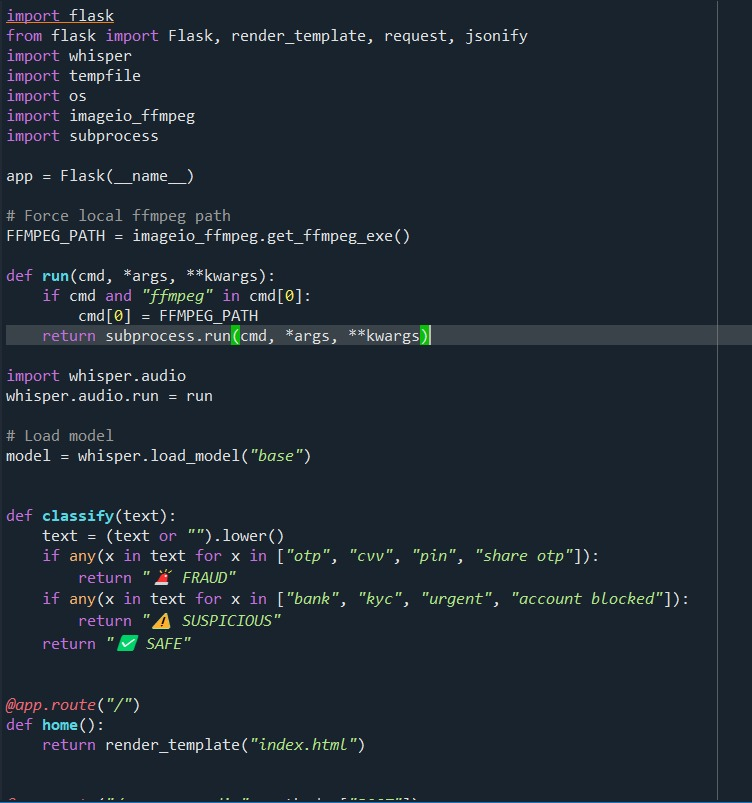 import flask
from flask import Flask, render_template, request, jsonify
import whisper
import tempfile
import os
import imageio_ffmpeg
import subprocess

app = Flask(__name__)

# Force local ffmpeg path
FFMPEG_PATH = imageio_ffmpeg.get_ffmpeg_exe()

def run(cmd, *args, **kwargs):
    if cmd and "ffmpeg" in cmd[0]:
        cmd[0] = FFMPEG_PATH
    return subprocess.run(cmd, *args, **kwargs)

import whisper.audio
whisper.audio.run = run

# Load model
model = whisper.load_model("base")


def classify(text):
    text = (text or "").lower()
    if any(x in text for x in ["otp", "cvv", "pin", "share otp"]):
        return "🚨 FRAUD"
    if any(x in text for x in ["bank", "kyc", "urgent", "account blocked"]):
        return "⚠️ SUSPICIOUS"
    return "✅ SAFE"


@app.route("/")
def home():
    return render_template("index.html")